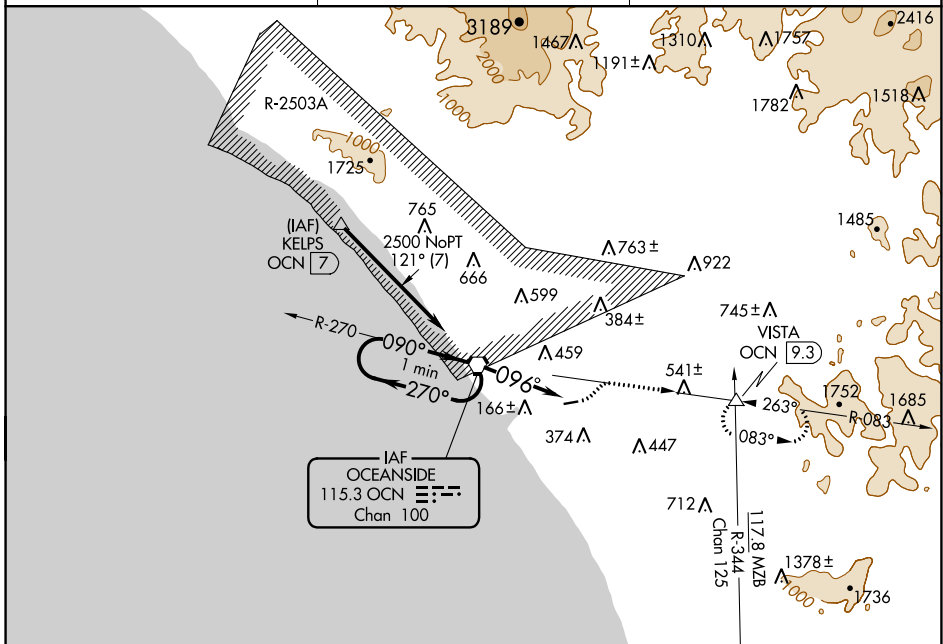 3189
1467
1310
1757
2416
1191±
2000
1000
1782
1518
R-2503A
1000
1725
765
(IAF)
KELPS
OCN 7
2500 NoPT
121° (7)
666
763±
1485
922
599
384±
745±
R-270
090°
1 min
270°
096°
459
VISTA
OCN 9.3
541±
1752
1685
263°
R-083
083°
166±
374
447
IAF
OCEANSIDE
115.3 OCN
Chan 100
712
117.8 MZB
R-344
Chan 125
1378±
1000
1736